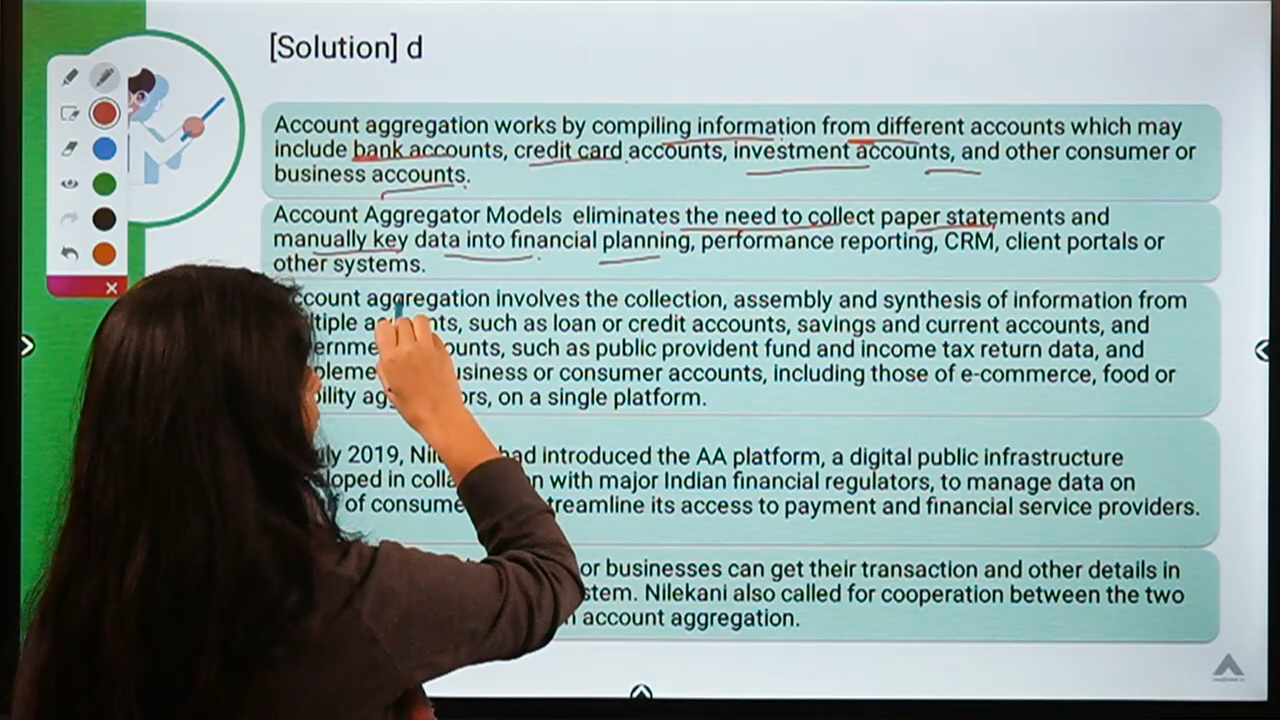 [Solution] d
Account aggregation works by compiling information from different accounts which may
include bank accounts, credit card accounts, investment accounts, and other consumer or
business accounts.
Account Aggregator Models eliminates the need to collect paper statements and
manually key data into financial planning, performance reporting, CRM, client portals or
other systems.
aggregation involves the collection, assembly and synthesis of information from
such as loan or credit accounts, savings and current accounts, and
such as public provident fund and income tax return data, and
or consumer accounts, including those of e-commerce, food or
on a single platform.
2019, had introduced the AA platform, a digital public infrastructure
with major Indian financial regulators, to manage data on
of its access to payment and financial service providers.
or businesses can get their transaction and other details in
Nilekani also called for cooperation between the two
account aggregation.